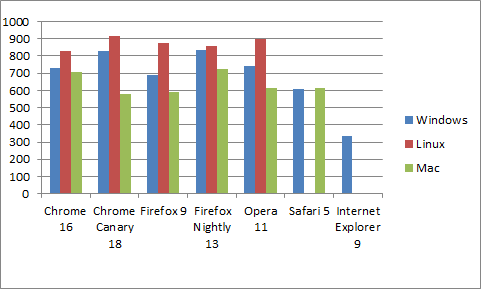 1000
900
800
700
600
500
400
300
200
100
0
Chrome 16
Chrome Canary 18
Firefox 9
Firefox Nightly 13
Opera 11
Safari 5
Internet Explorer 9
Windows
Linux
Mac